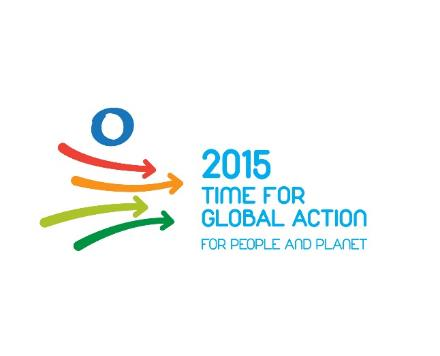 2015
TIME FOR
GLOBAL ACTION
FOR PEOPLE AND PLANET